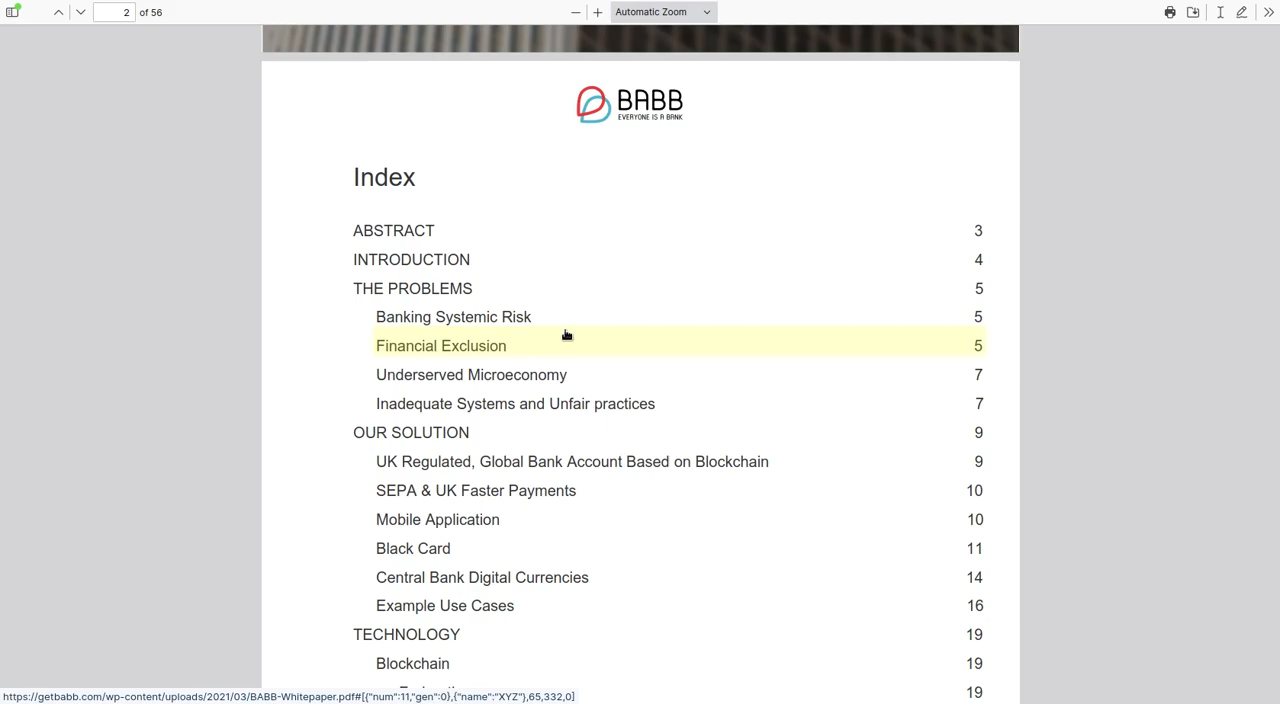 2 of 56 Automatic Zoom
BABB
EVERYONE IS A BANK
Index
ABSTRACT 3
INTRODUCTION 4
THE PROBLEMS 5
Banking Systemic Risk 5
Financial Exclusion 5
Underserved Microeconomy 7
Inadequate Systems and Unfair practices 7
OUR SOLUTION 9
UK Regulated, Global Bank Account Based on Blockchain 9
SEPA & UK Faster Payments 10
Mobile Application 10
Black Card 11
Central Bank Digital Currencies 14
Example Use Cases 16
TECHNOLOGY 19
Blockchain 19
19
https://getbabb.com/wp-content/uploads/2021/03/BABB-Whitepaper.pdf#[{"num":11,"gen":0},{"name":"XYZ"},65,332,0]